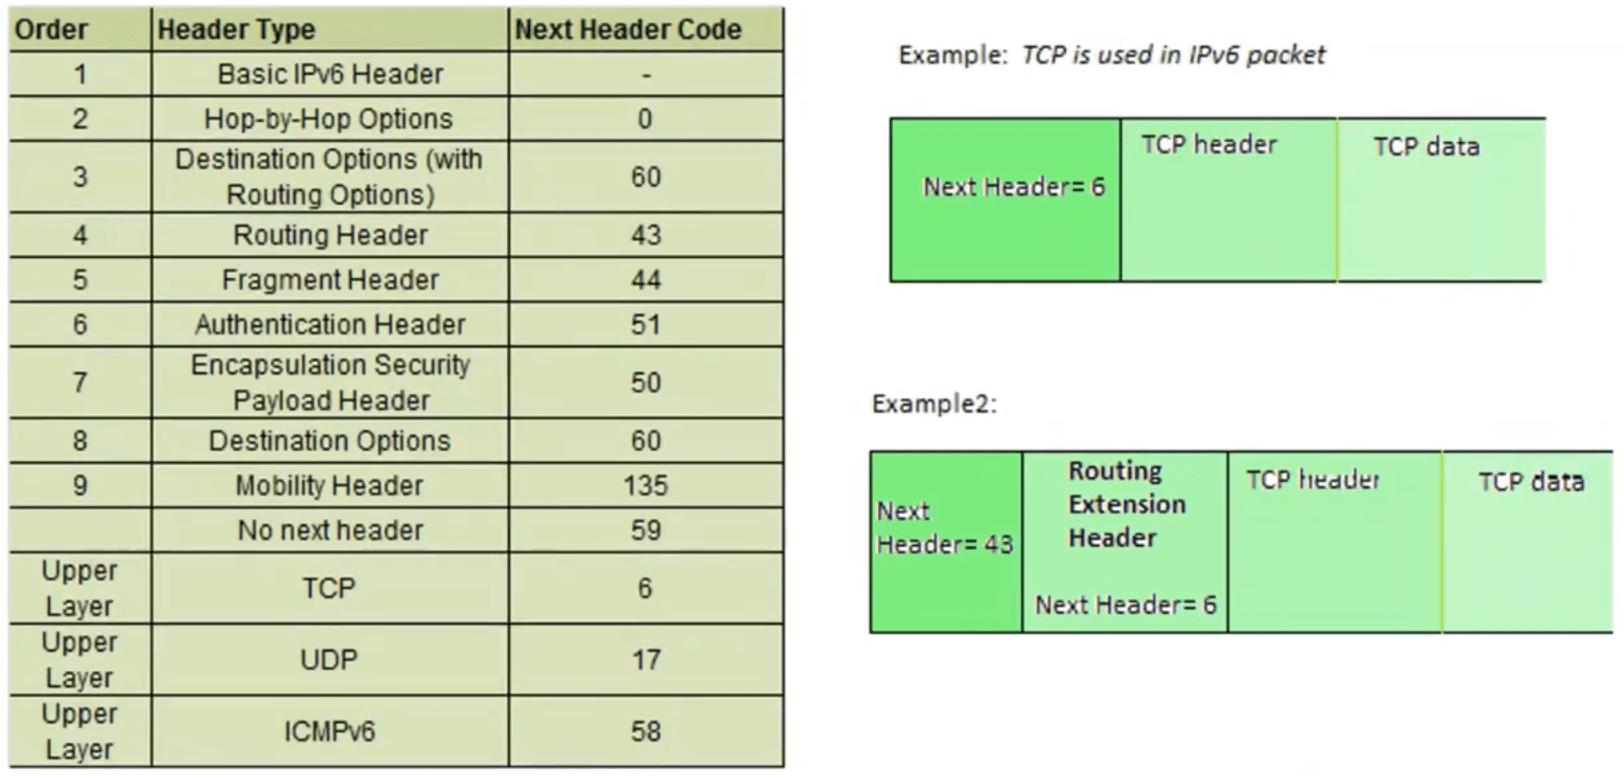 Order Header Type Next Header Code
1 Basic IPv6 Header -
2 Hop-by-Hop Options 0
3 Destination Options (with
Routing Options) 60
4 Routing Header 43
5 Fragment Header 44
6 Authentication Header 51
7 Encapsulation Security
Payload Header 50
8 Destination Options 60
9 Mobility Header 135
No next header 59
Upper
Layer TCP 6
Upper
Layer UDP 17
Upper
Layer ICMPv6 58
Example: TCP is used in IPv6 packet
Next Header= 6
TCP header
TCP data
Example2:
Next
Header= 43
Routing
Extension
Header
Next Header= 6
TCP header
TCP data